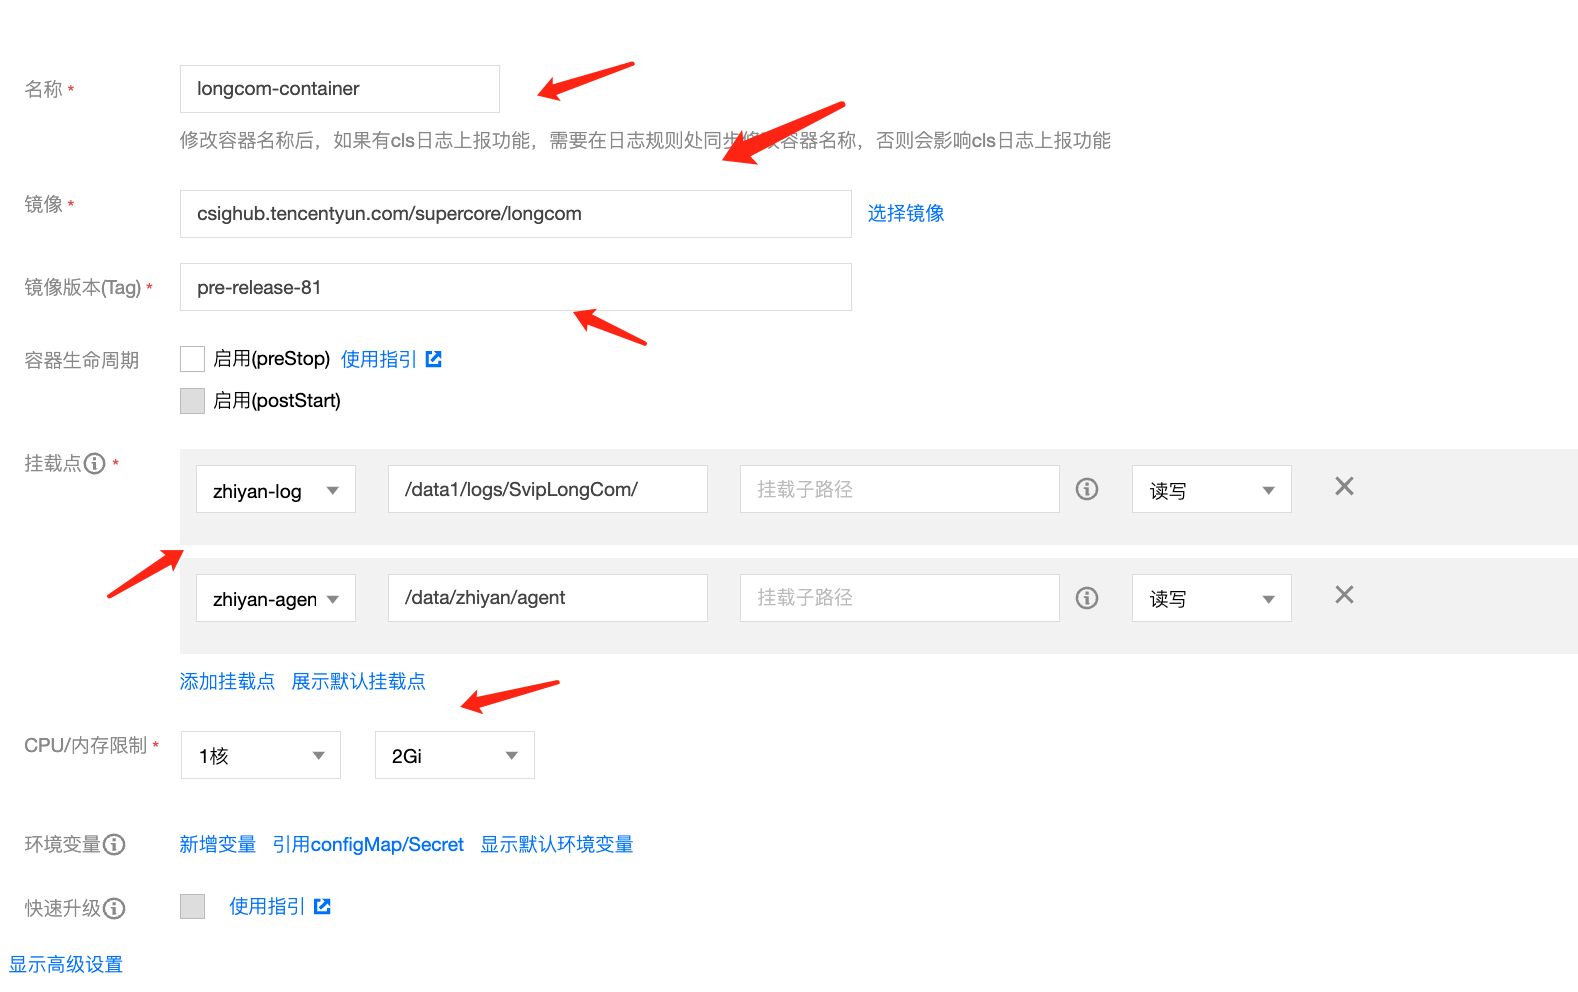 名称 *
longcom-container
修改容器名称后，如果有cls日志上报功能，需要在日志规则处同步修改容器名称，否则会影响cls日志上报功能
镜像 *
csighub.tencentyun.com/supercore/longcom
选择镜像
镜像版本(Tag) *
pre-release-81
容器生命周期
启用(preStop) 使用指引
启用(postStart)
挂载点 *
zhiyan-log /data1/logs/SvipLongCom/ 挂载子路径 读写
zhiyan-agen /data/zhiyan/agent 挂载子路径 读写
添加挂载点 展示默认挂载点
CPU/内存限制 *
1核 2Gi
环境变量 新增变量 引用configMap/Secret 显示默认环境变量
快速升级 使用指引
显示高级设置